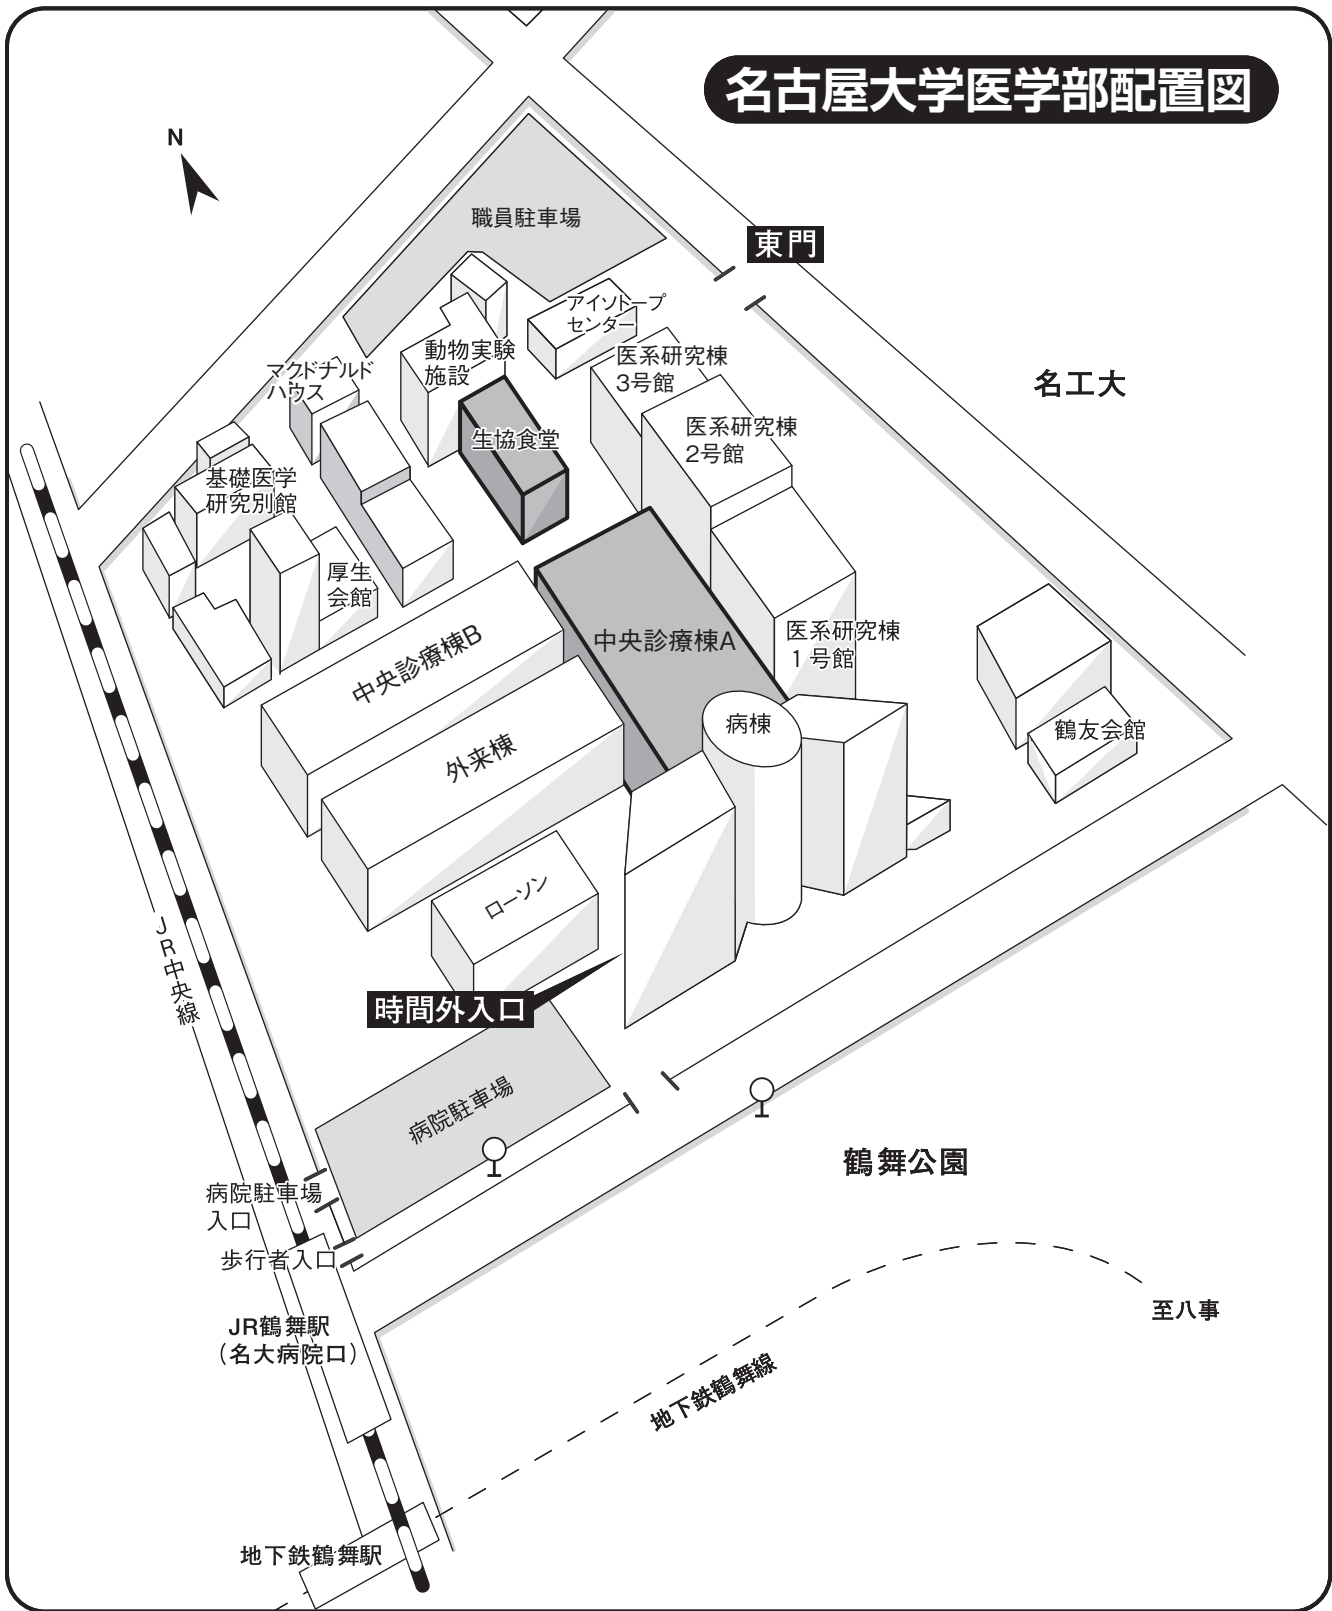 名古屋大学医学部配置図
N
職員駐車場
東門
アイソトープ
センター
動物実験
施設
医系研究棟
3号館
マクドナルド
ハウス
名工大
医系研究棟
2号館
生協食堂
基礎医学
研究別館
厚生
会館
中央診療棟B
中央診療棟A
医系研究棟
1号館
病棟
鶴友会館
外来棟
ローソン
JR中央線
時間外入口
病院駐車場
鶴舞公園
病院駐車場
入口
歩行者入口
至八事
JR鶴舞駅
(名大病院口)
地下鉄鶴舞線
地下鉄鶴舞駅